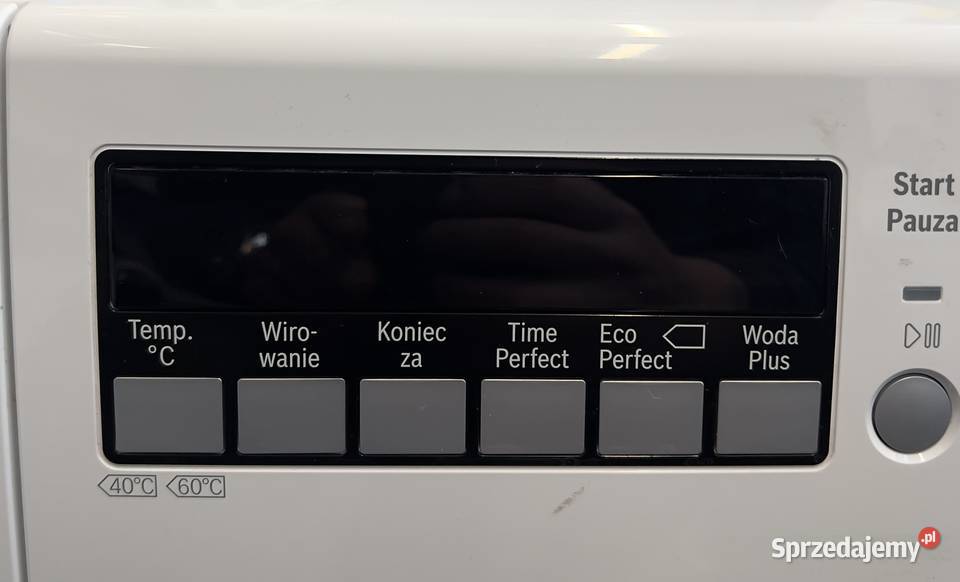 Start
Pauza
Temp.
°C
Wiro-
wanie
Koniec
za
Time
Perfect
Eco
Perfect
Woda
Plus
40°C 60°C
Sprzedajemy.pl